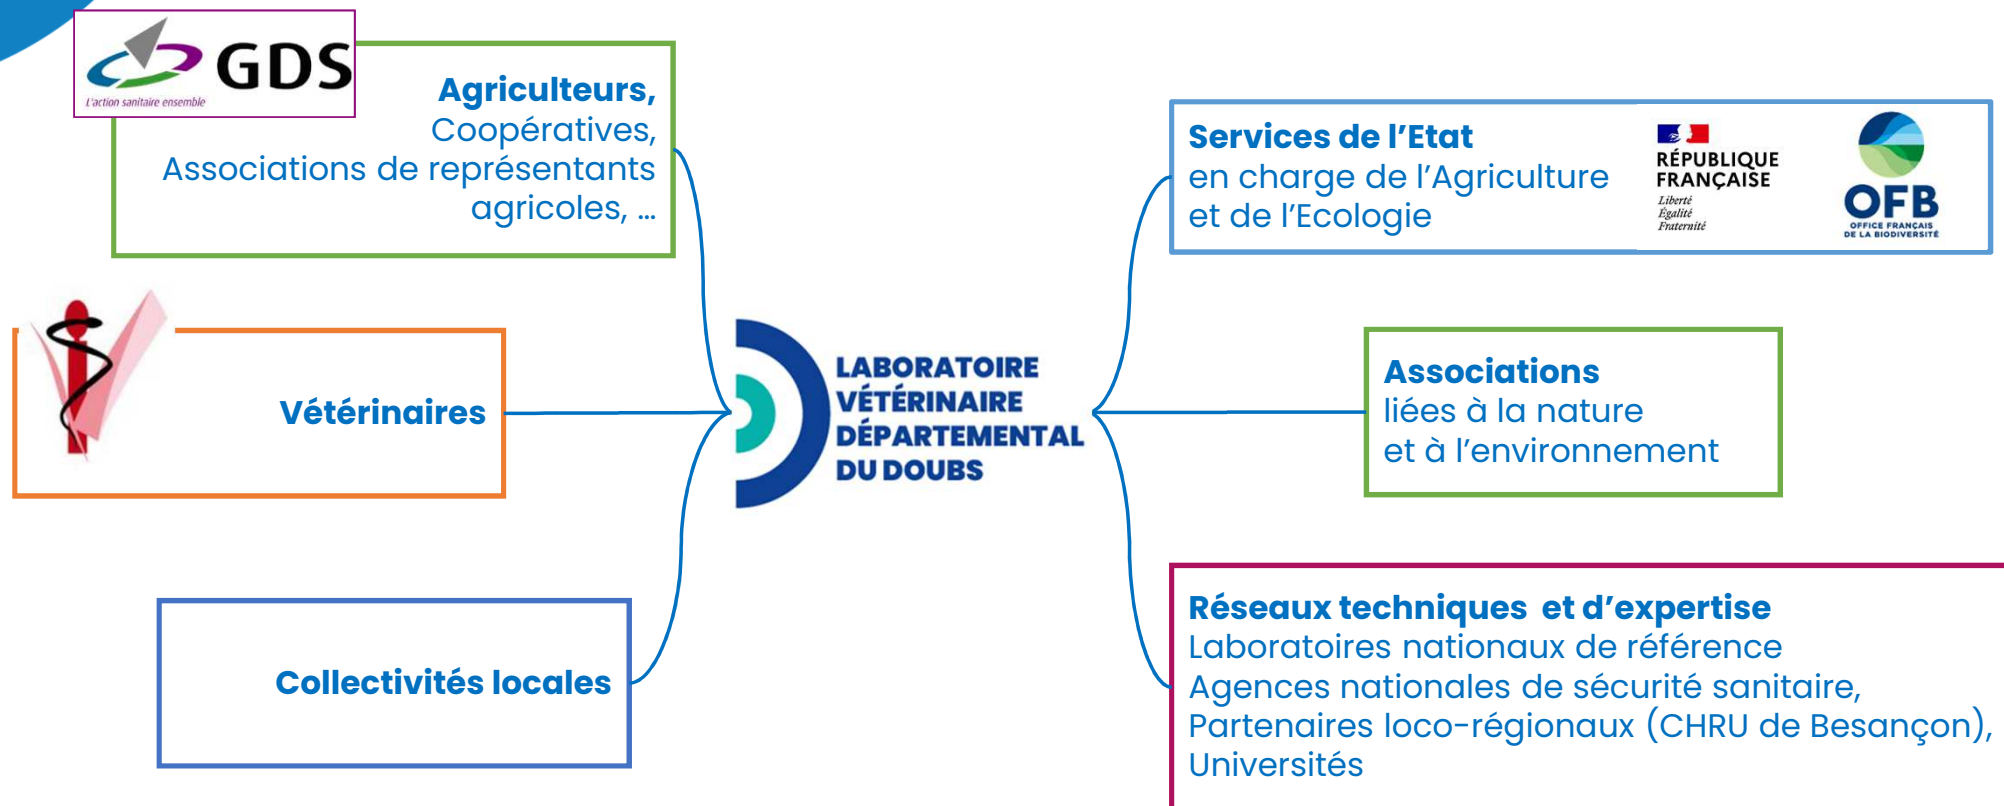 GDS
L'action sanitaire ensemble
Agriculteurs,
Coopératives,
Associations de représentants
agricoles, ...
Vétérinaires
Collectivités locales
LABORATOIRE
VÉTÉRINAIRE
DÉPARTEMENTAL
DU DOUBS
Services de l’Etat
en charge de l’Agriculture
et de l’Ecologie
RÉPUBLIQUE
FRANÇAISE
Liberté
Égalité
Fraternité
OFB
OFFICE FRANÇAIS
DE LA BIODIVERSITÉ
Associations
liées à la nature
et à l’environnement
Réseaux techniques et d’expertise
Laboratoires nationaux de référence
Agences nationales de sécurité sanitaire,
Partenaires loco-régionaux (CHRU de Besançon),
Universités